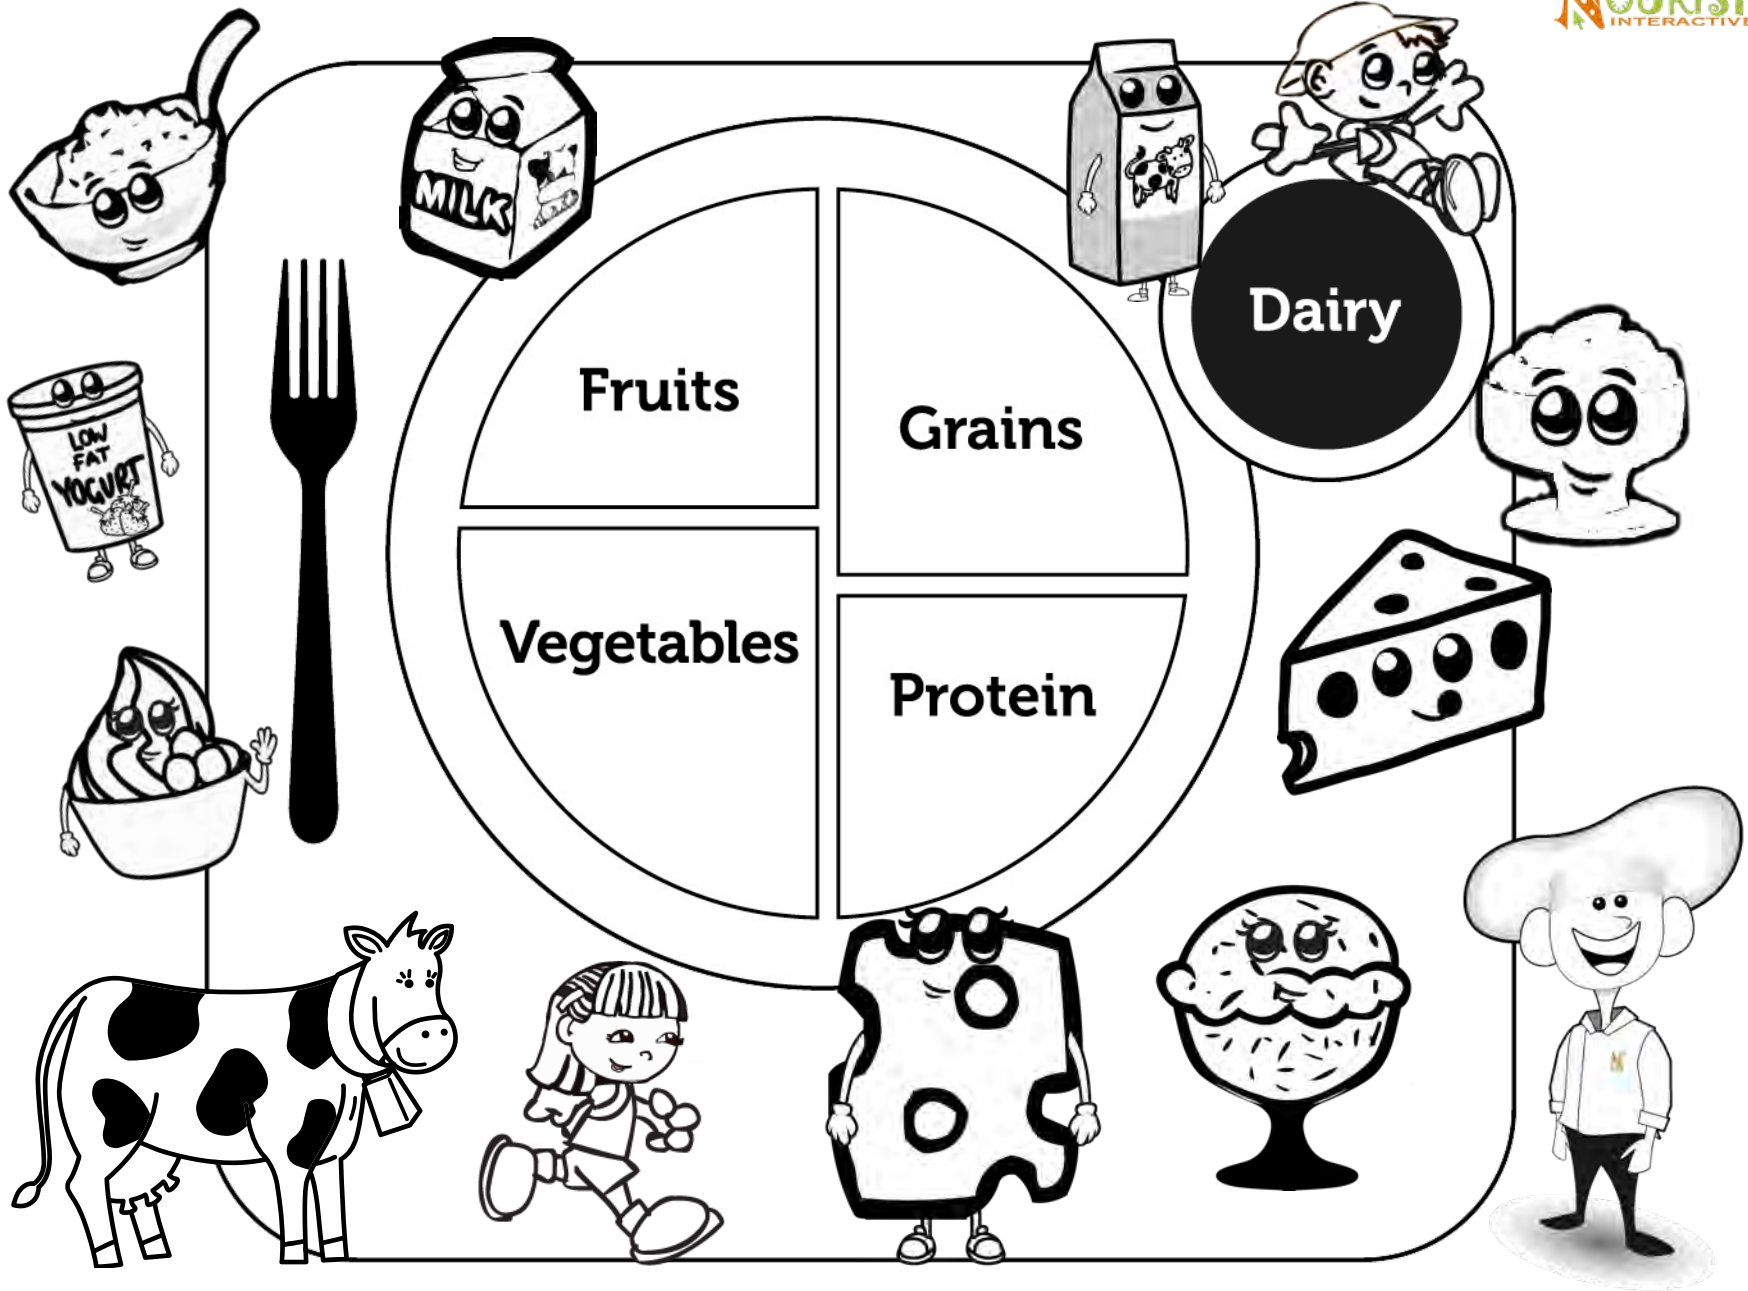 INTERACTIVE
MILK
Dairy
Fruits
Grains
LOW
FAT
YOGURT
Vegetables
Protein
N